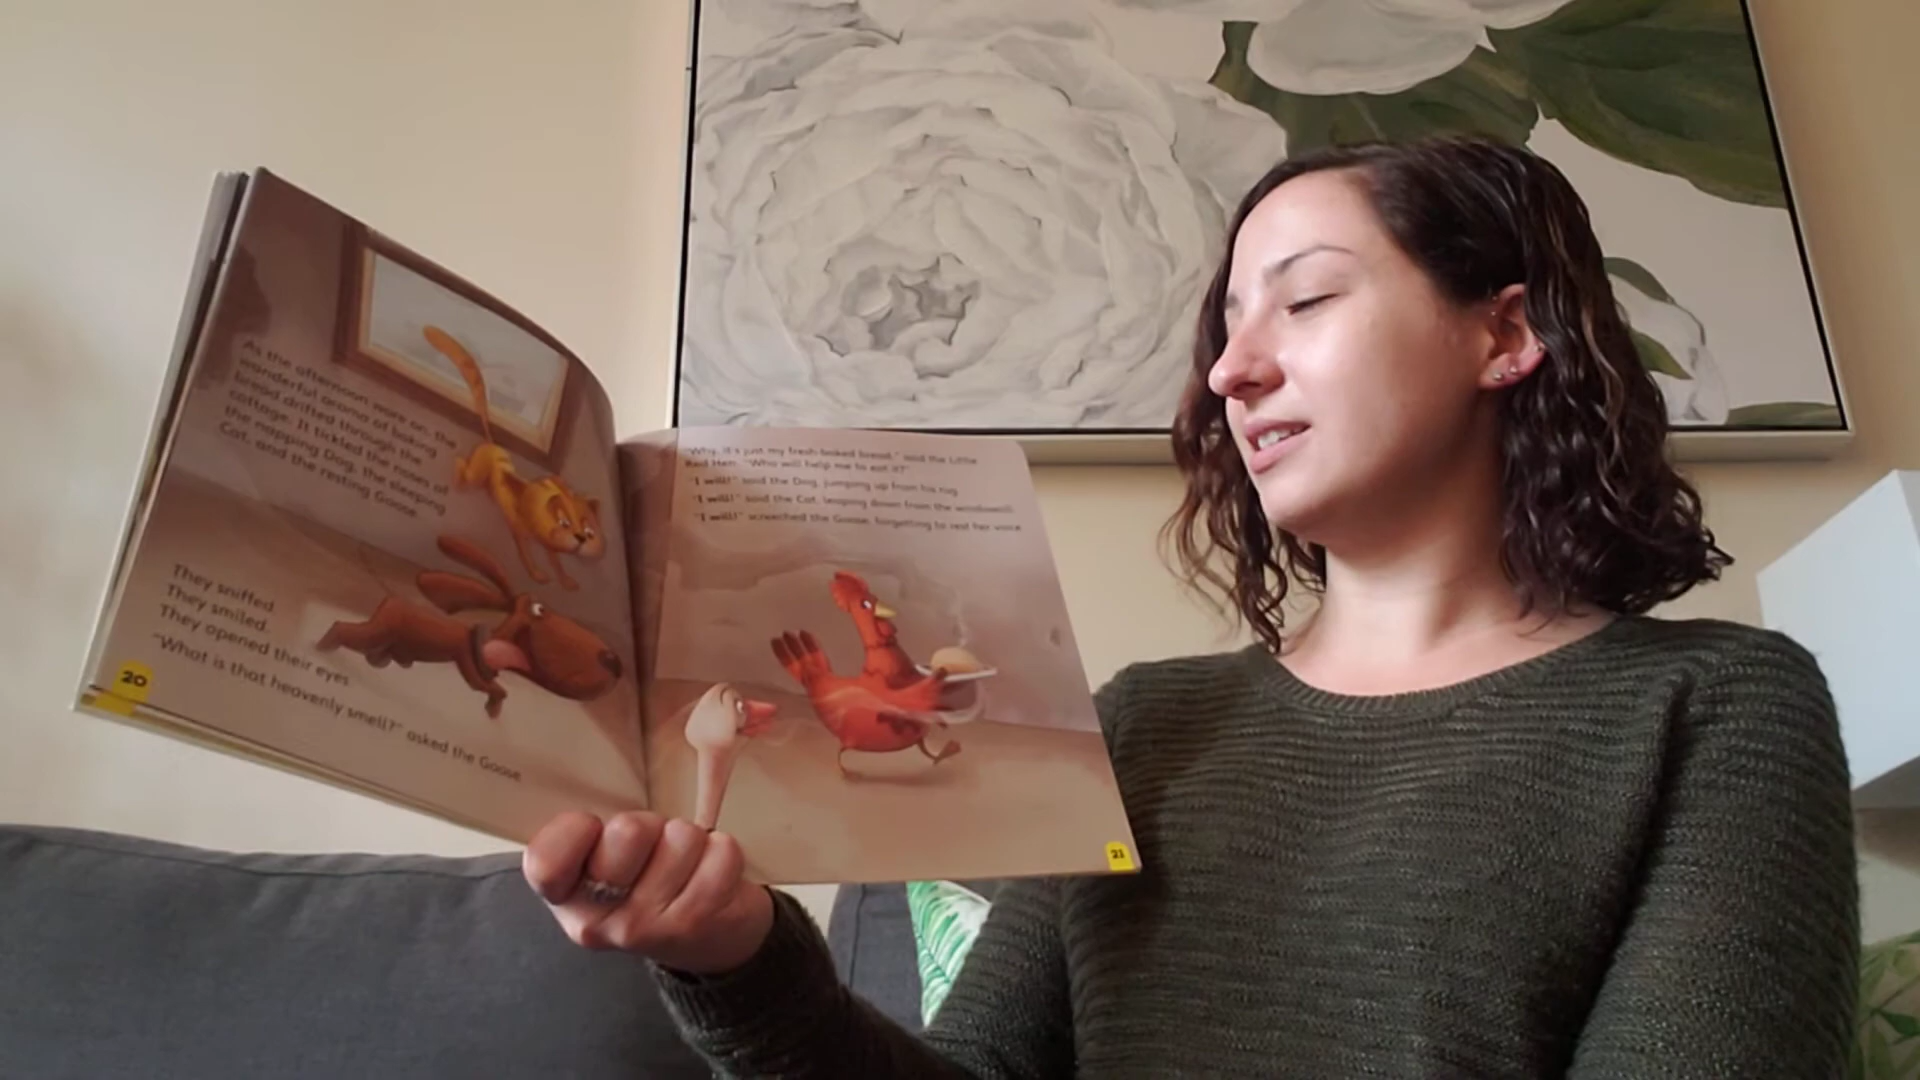 As the afternoon wore on, the
wonderful aroma of baking
bread drifted through the
cottage. It tickled the noses of
the napping Dog, the sleeping
Cat, and the resting Goose.
They sniffed.
They smiled.
They opened their eyes.
"What is that heavenly smell?" asked the Goose.
20
"Why, it's just my fresh-baked bread," said the Little
Red Hen. "Who will help me to eat it?"
"I will!" said the Dog, jumping up from his rug.
"I will!" said the Cat, leaping down from the windowsill.
"I will!" screeched the Goose, forgetting to rest her voice.
21